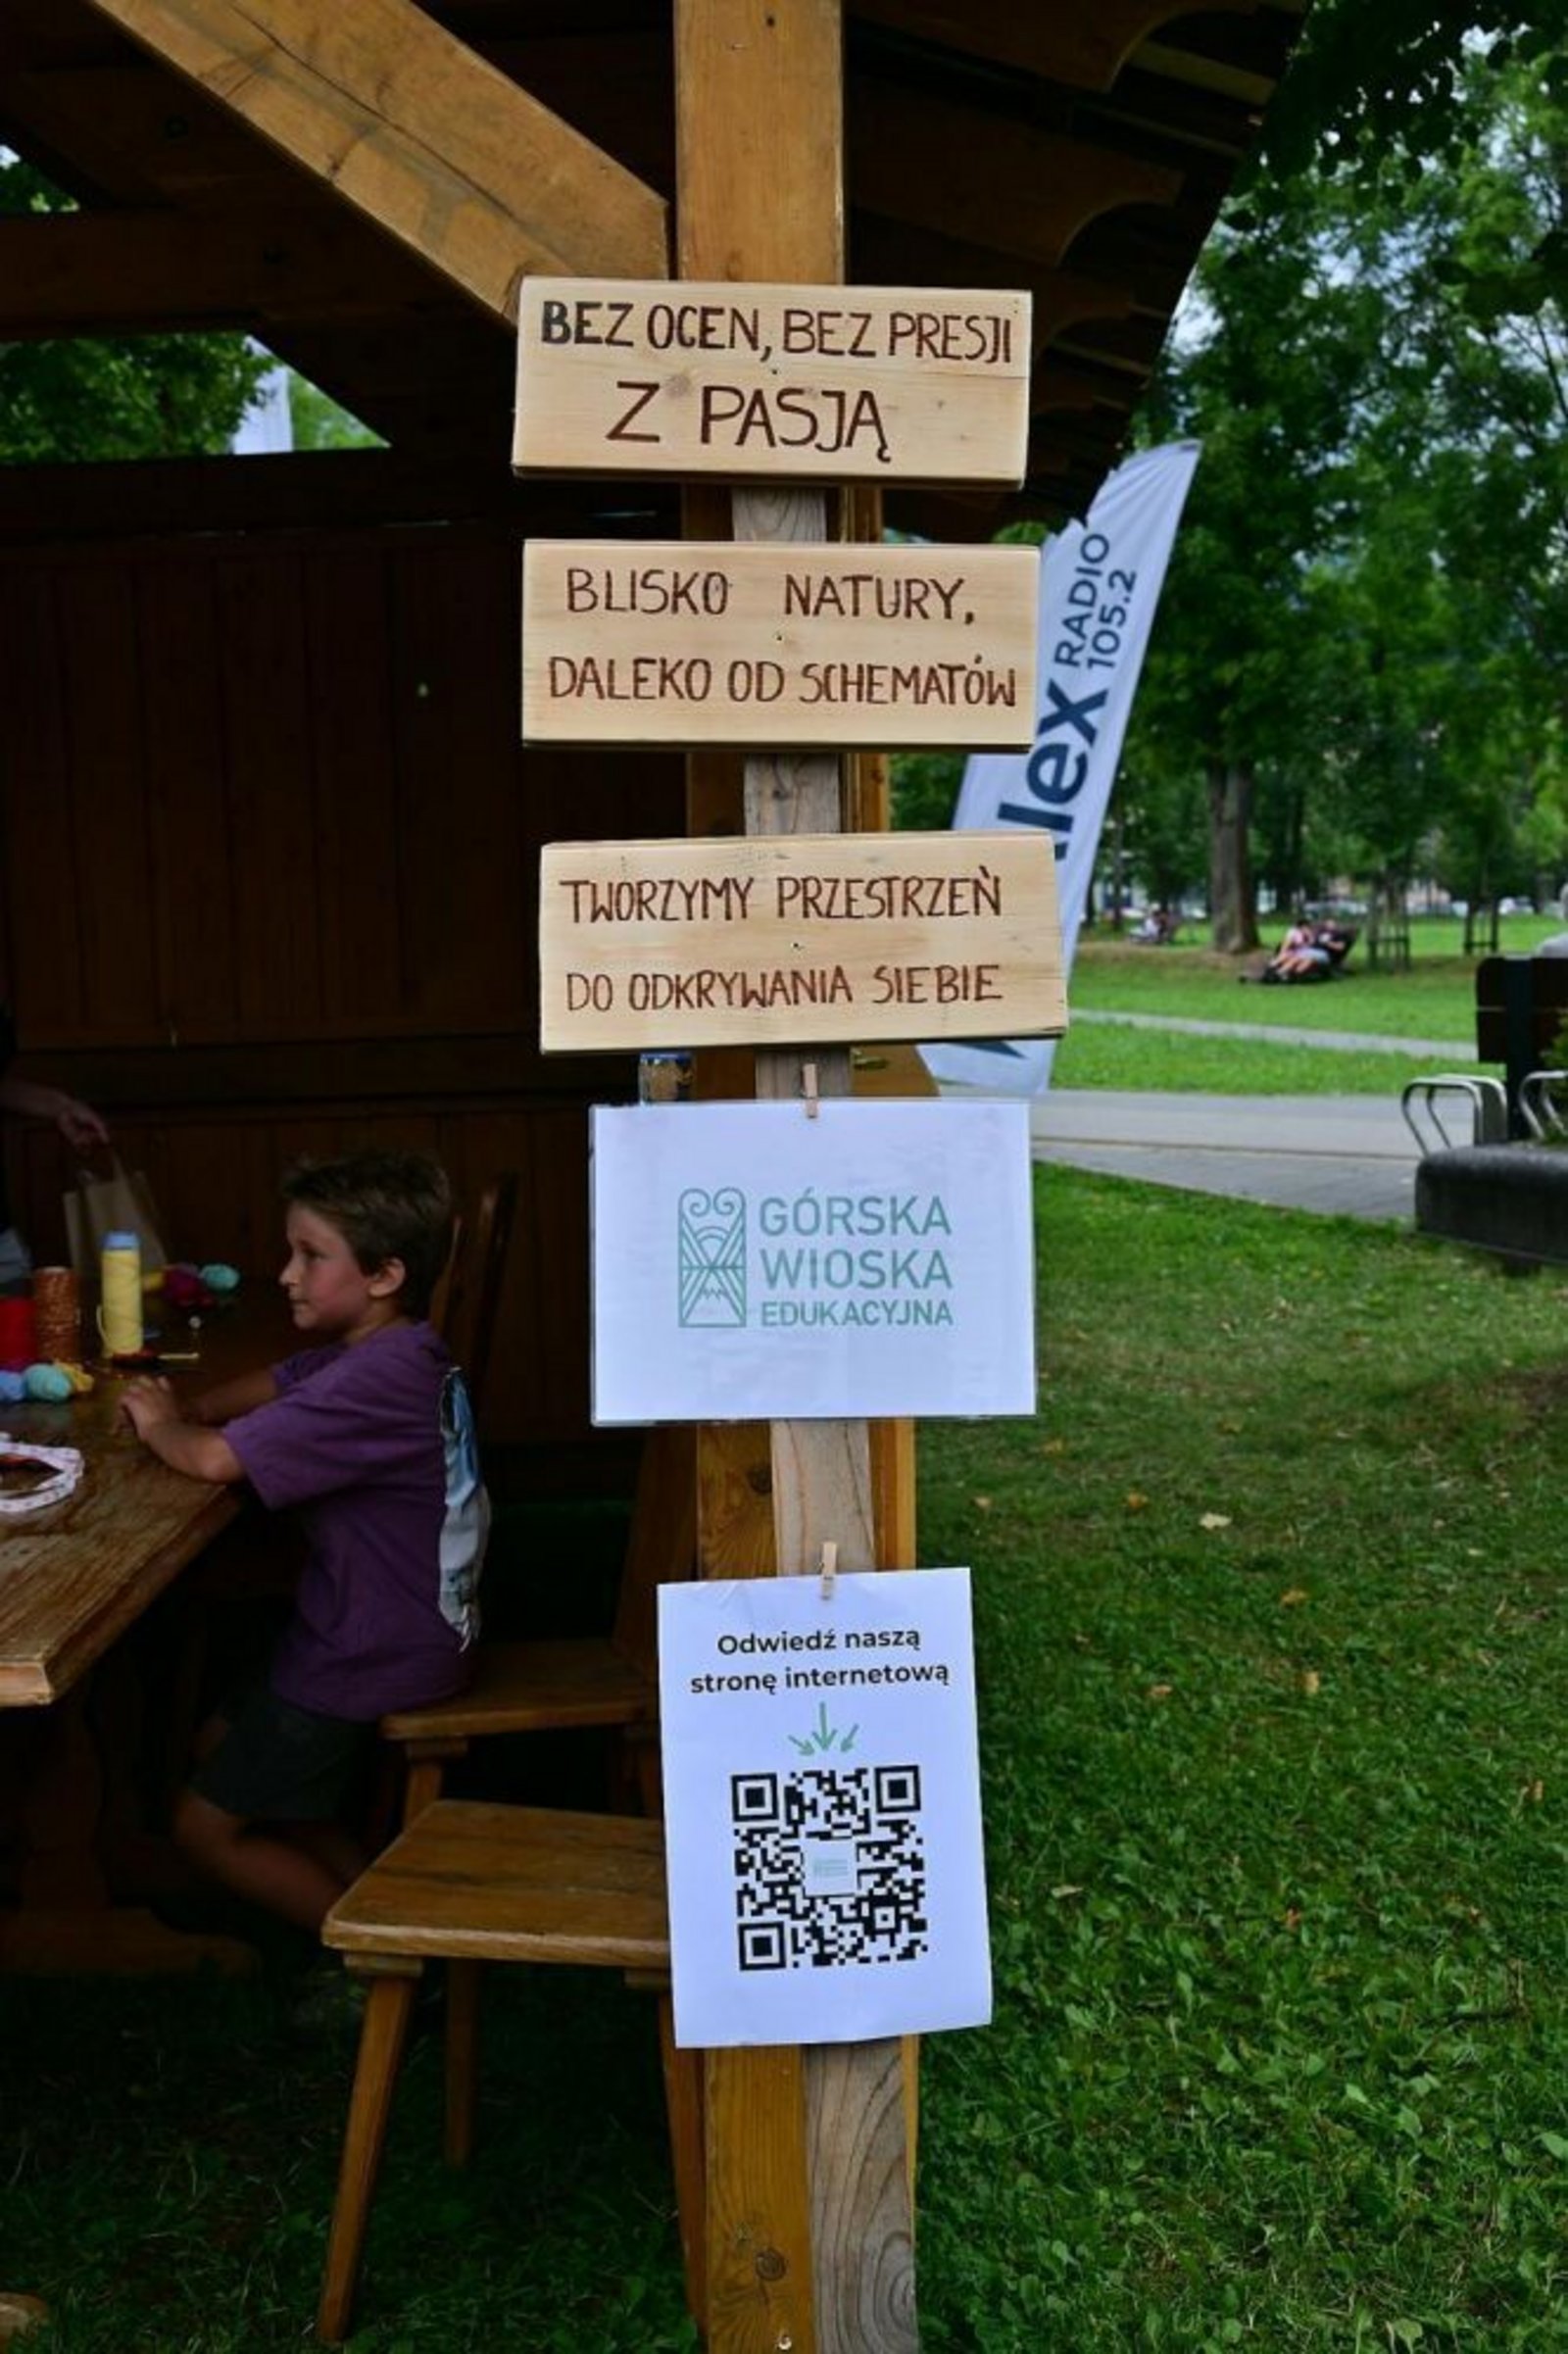 BEZ OCEN, BEZ PRESJI
Z PASJĄ
BLISKO NATURY,
DALEKO OD SCHEMATÓW
TWORZYMY PRZESTRZEŃ
DO ODKRYWANIA SIEBIE
GÓRSKA
WIOSKA
EDUKACYJNA
Odwiedź naszą
stronę internetową
RADIO
105.2